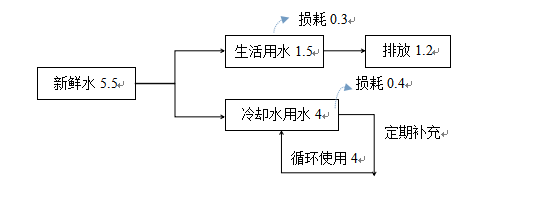 损耗 0.3
生活用水 1.5
排放 1.2
新鲜水 5.5
损耗 0.4
冷却水用水 4
定期补充
循环使用 4